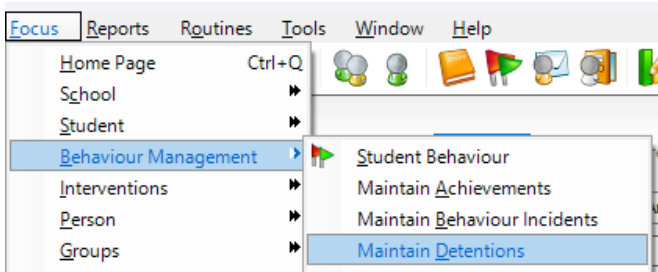 Focus Reports Routines Tools Window Help
Home Page Ctrl+Q
School
Student
Behaviour Management
Student Behaviour
Interventions
Maintain Achievements
Person
Maintain Behaviour Incidents
Groups
Maintain Detentions